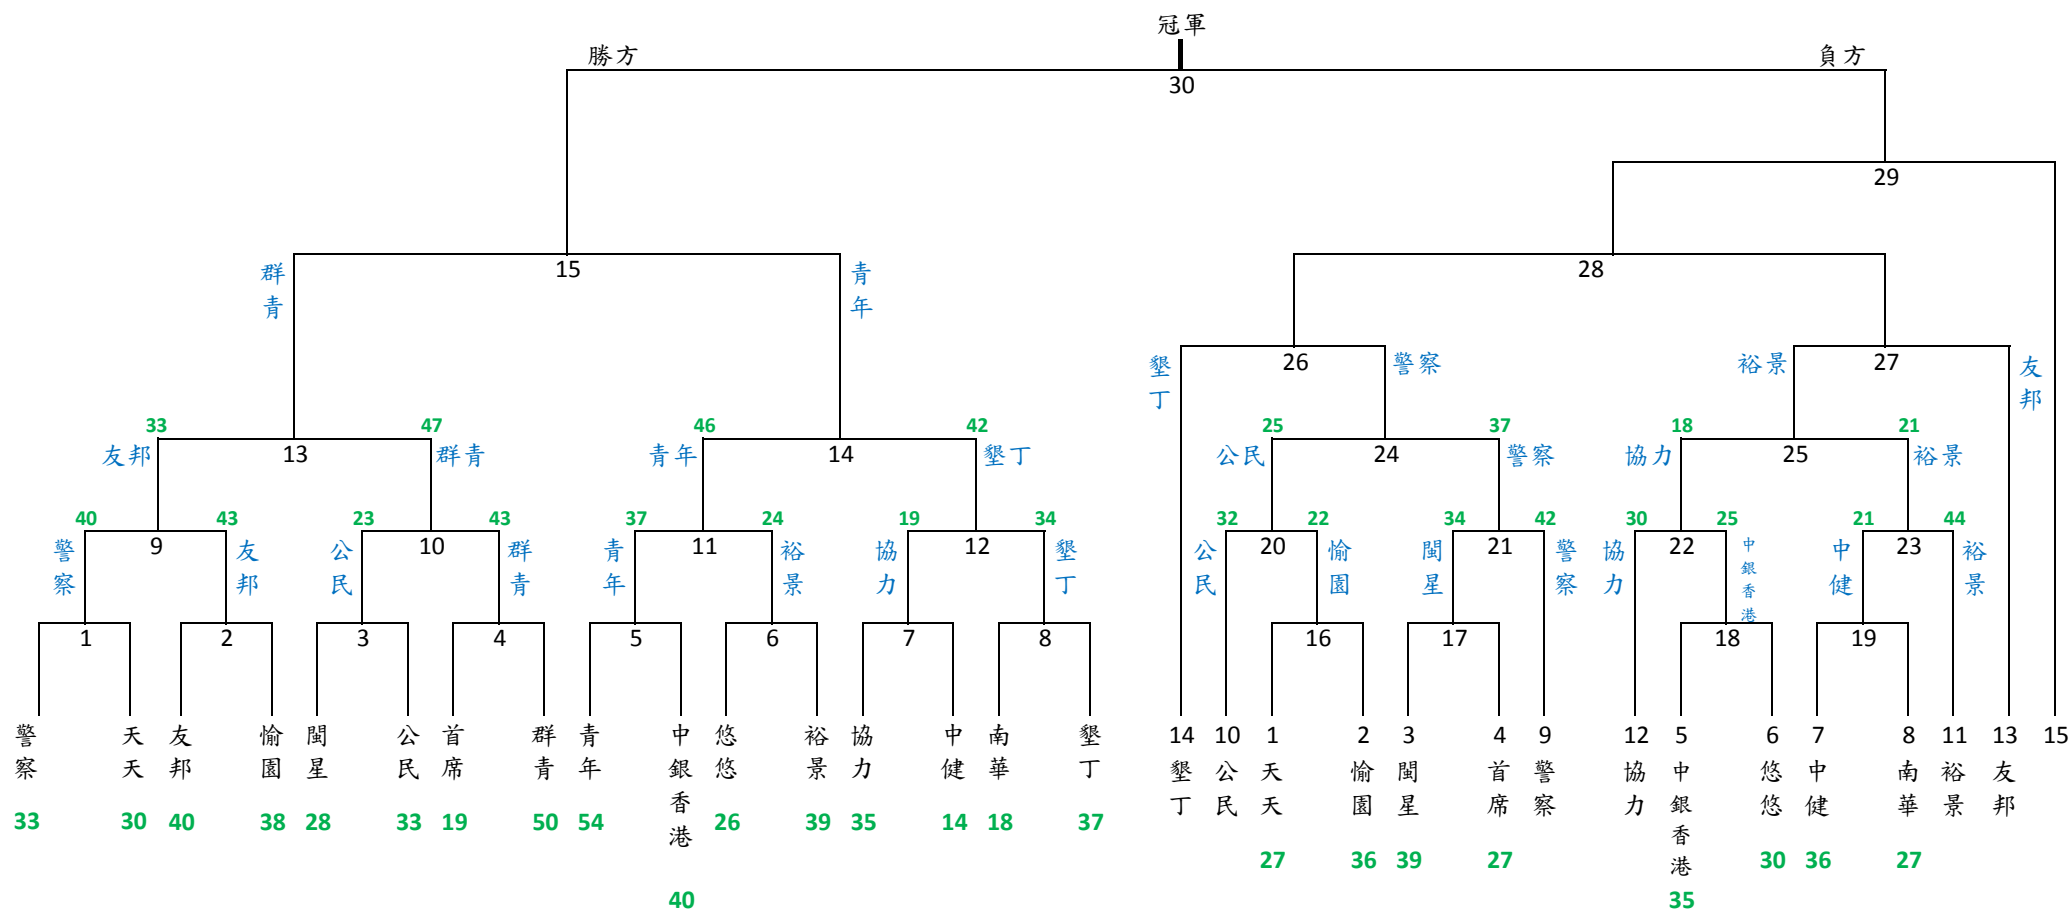 冠軍
勝方 負方
30
29
群青 15 青年 28
墾丁 26 警察 裕景 27 友邦
33 47 46 42 25 37 18 21
友邦 13 群青 青年 14 墾丁 公民 24 警察 協力 25 裕景
40 43 23 43 37 24 19 34 32 22 34 42 30 25 21 44
警察 9 友邦 公民 10 群青 青年 11 裕景 協力 12 墾丁 公民 20 愉園 閩星 21 警察 協力 22 中銀香港 中健 23 裕景
1 2 3 4 5 6 7 8 16 17 18 19
警察 天天 友邦 愉園 閩星 公民 首席 群青 青年 中銀香港 悠悠 裕景 協力 中健 南華 墾丁
33 30 40 38 28 33 19 50 54 40 26 39 35 14 18 37
14 10 1 2 3 4 9 12 5 6 7 8 11 13 15
墾丁 公民 天天 愉園 閩星 首席 警察 協力 中銀香港 悠悠 中健 南華 裕景 友邦
27 36 39 27 35 30 36 27